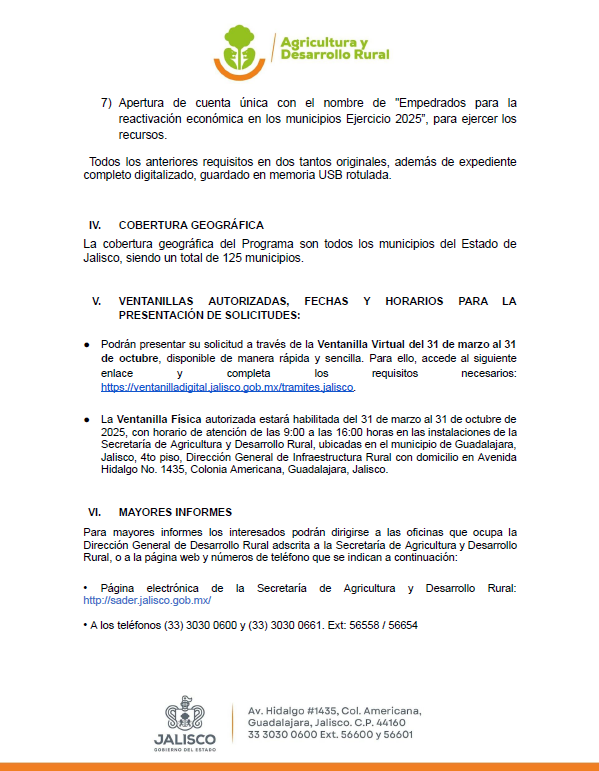 Agricultura y
Desarrollo Rural
7) Apertura de cuenta única con el nombre de "Empedrados para la
reactivación económica en los municipios Ejercicio 2025", para ejercer los
recursos.
Todos los anteriores requisitos en dos tantos originales, además de expediente
completo digitalizado, guardado en memoria USB rotulada.
IV. COBERTURA GEOGRÁFICA
La cobertura geográfica del Programa son todos los municipios del Estado de
Jalisco, siendo un total de 125 municipios.
V. VENTANILLAS AUTORIZADAS, FECHAS Y HORARIOS PARA LA
PRESENTACIÓN DE SOLICITUDES:
● Podrán presentar su solicitud a través de la Ventanilla Virtual del 31 de marzo al 31
de octubre, disponible de manera rápida y sencilla. Para ello, accede al siguiente
enlace y completa los requisitos necesarios:
https://ventanilladigital.jalisco.gob.mx/tramites.jalisco.
● La Ventanilla Física autorizada estará habilitada del 31 de marzo al 31 de octubre de
2025, con horario de atención de las 9:00 a las 16:00 horas en las instalaciones de la
Secretaría de Agricultura y Desarrollo Rural, ubicadas en el municipio de Guadalajara,
Jalisco, 4to piso, Dirección General de Infraestructura Rural con domicilio en Avenida
Hidalgo No. 1435, Colonia Americana, Guadalajara, Jalisco.
VI. MAYORES INFORMES
Para mayores informes los interesados podrán dirigirse a las oficinas que ocupa la
Dirección General de Desarrollo Rural adscrita a la Secretaría de Agricultura y Desarrollo
Rural, o a la página web y números de teléfono que se indican a continuación:
• Página electrónica de la Secretaría de Agricultura y Desarrollo Rural:
http://sader.jalisco.gob.mx/
• A los teléfonos (33) 3030 0600 y (33) 3030 0661. Ext: 56558 / 56654
JALISCO
GOBIERNO DEL ESTADO
Av. Hidalgo #1435, Col. Americana,
Guadalajara, Jalisco. C.P. 44160
33 3030 0600 Ext. 56600 y 56601